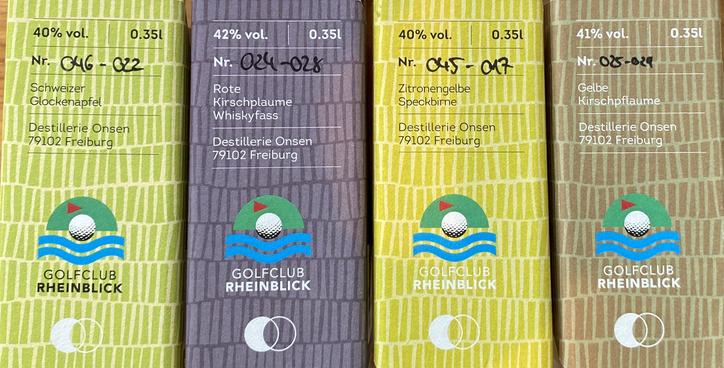 40% vol. 0.35l
Nr. 046-022
Schweizer
Glockenapfel
Destillerie Onsen
79102 Freiburg
GOLFCLUB
RHEINBLICK
42% vol. 0.35l
Nr. 024-028
Rote
Kirschplaume
Whiskyfass
Destillerie Onsen
79102 Freiburg
GOLFCLUB
RHEINBLICK
40% vol. 0.35l
Nr. 045-017
Zitronengelbe
Speckbirne
Destillerie Onsen
79102 Freiburg
GOLFCLUB
RHEINBLICK
41% vol. 0.35l
Nr. 025-029
Gelbe
Kirschpflaume
Destillerie Onsen
79102 Freiburg
GOLFCLUB
RHEINBLICK